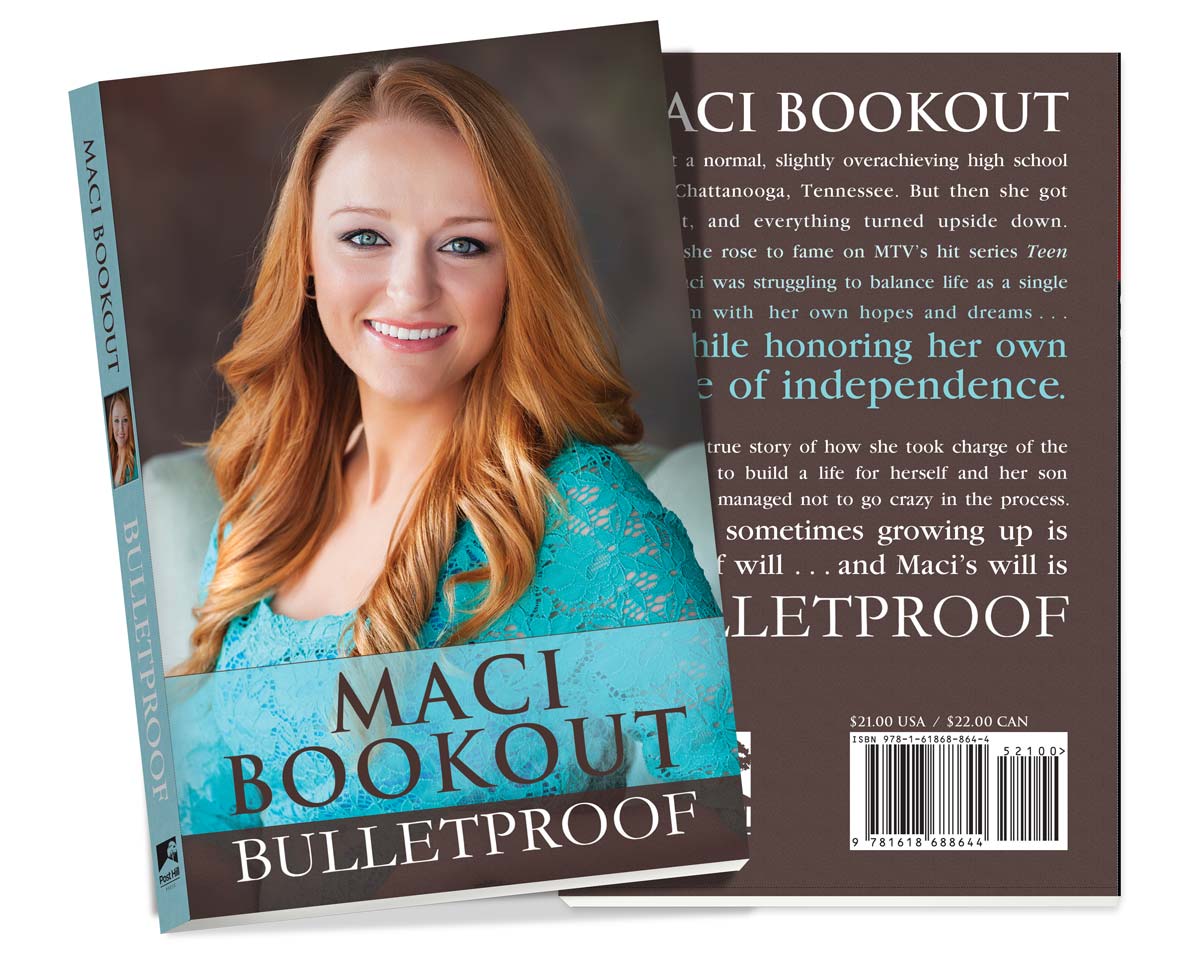 MACI BOOKOUT
BULLETPROOF
Post Hill
PRESS
MACI
BOOKOUT
BULLETPROOF
ACI BOOKOUT
a normal, slightly overachieving high school
Chattanooga, Tennessee. But then she got
and everything turned upside down.
she rose to fame on MTV's hit series Teen
was struggling to balance life as a single
with her own hopes and dreams . . .
hile honoring her own
of independence.
true story of how she took charge of the
to build a life for herself and her son
managed not to go crazy in the process.
sometimes growing up is
f will . . . and Maci's will is
LLETPROOF
$21.00 USA / $22.00 CAN
ISBN 978-1-61868-864-4
52100>
9 781618 688644